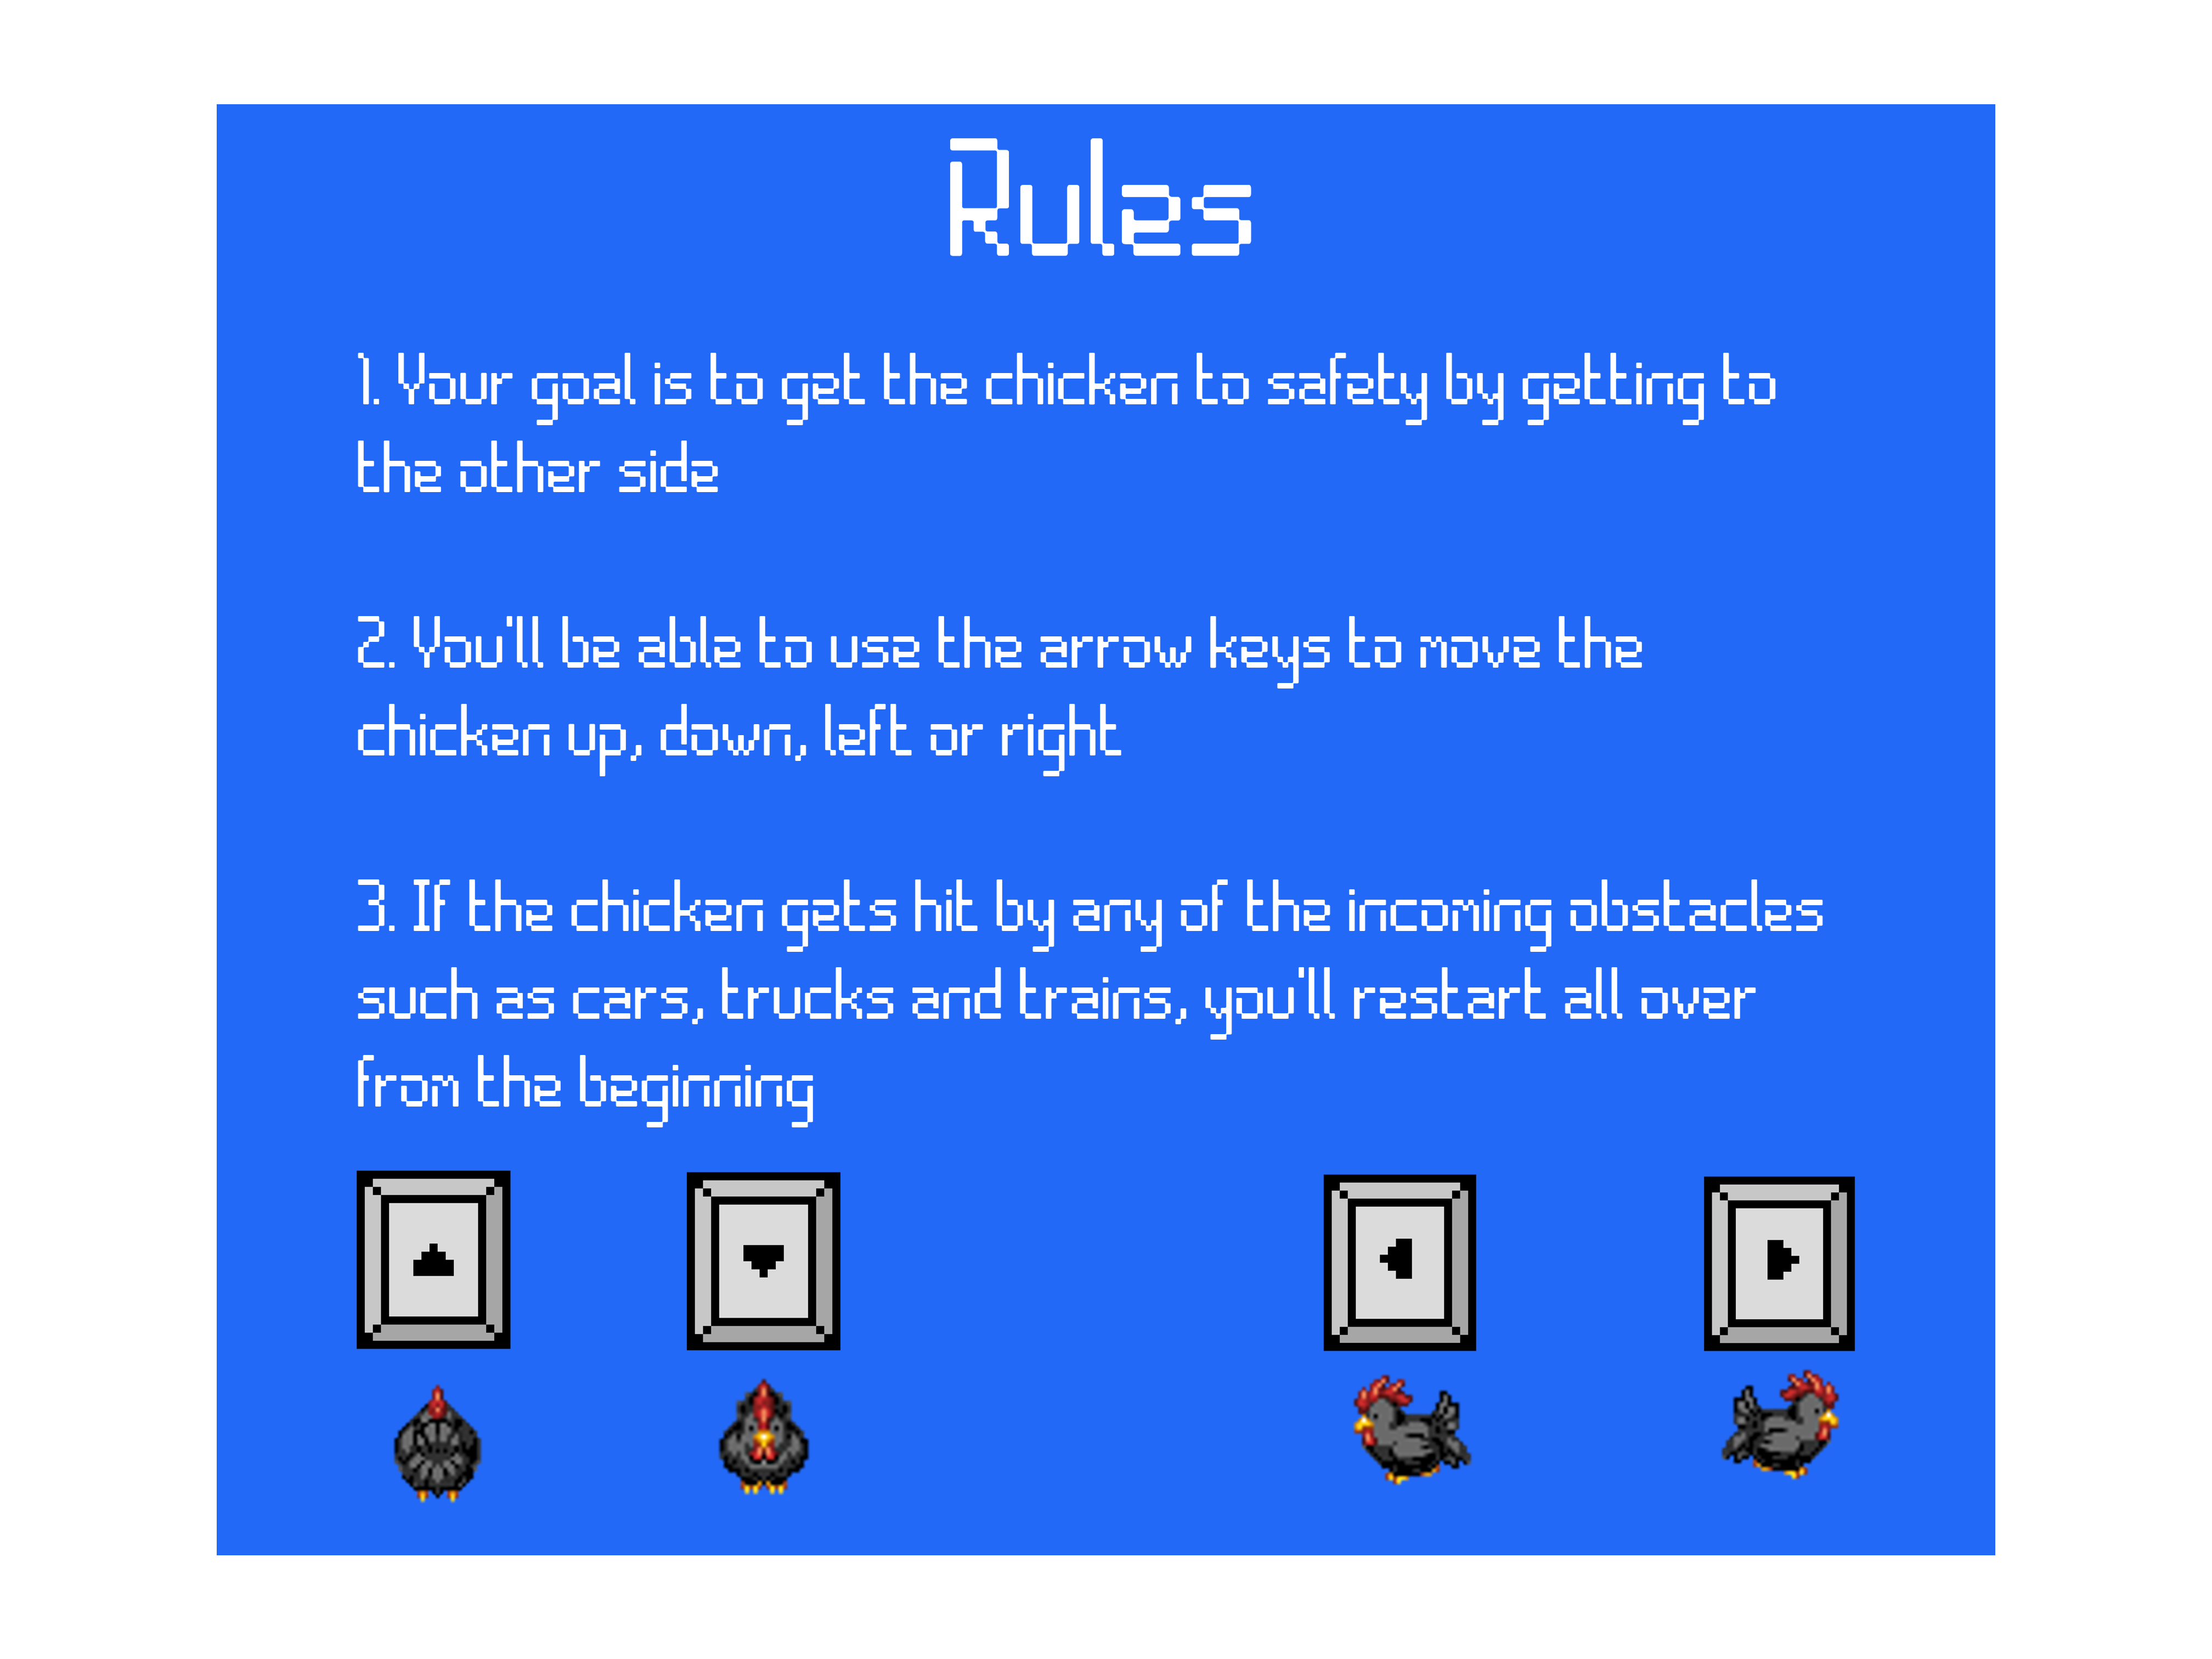 Rules
1. Your goal is to get the chicken to safety by getting to
the other side
2. You'll be able to use the arrow keys to move the
chicken up, down, left or right
3. If the chicken gets hit by any of the incoming obstacles
such as cars, trucks and trains, you'll restart all over
from the beginning